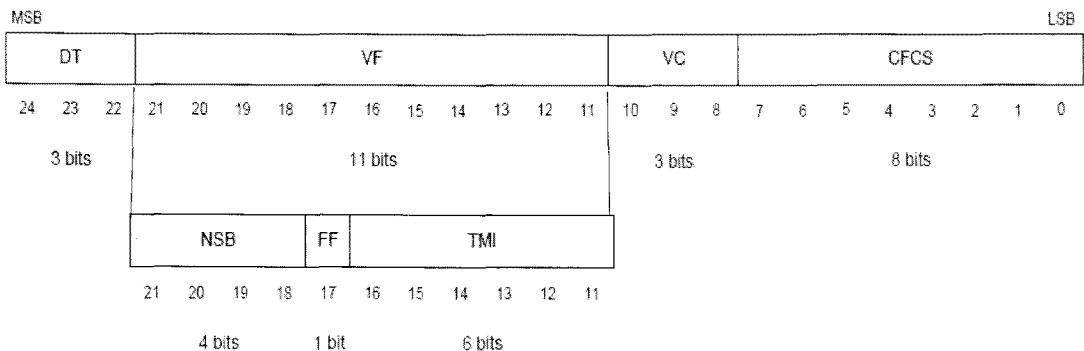 MSB LSB
DT VF VC CFCS
24 23 22 21 20 19 18 17 16 15 14 13 12 11 10 9 8 7 6 5 4 3 2 1 0
3 bits 11 bits 3 bits 8 bits
NSB FF TMI
21 20 19 18 17 16 15 14 13 12 11
4 bits 1 bit 6 bits